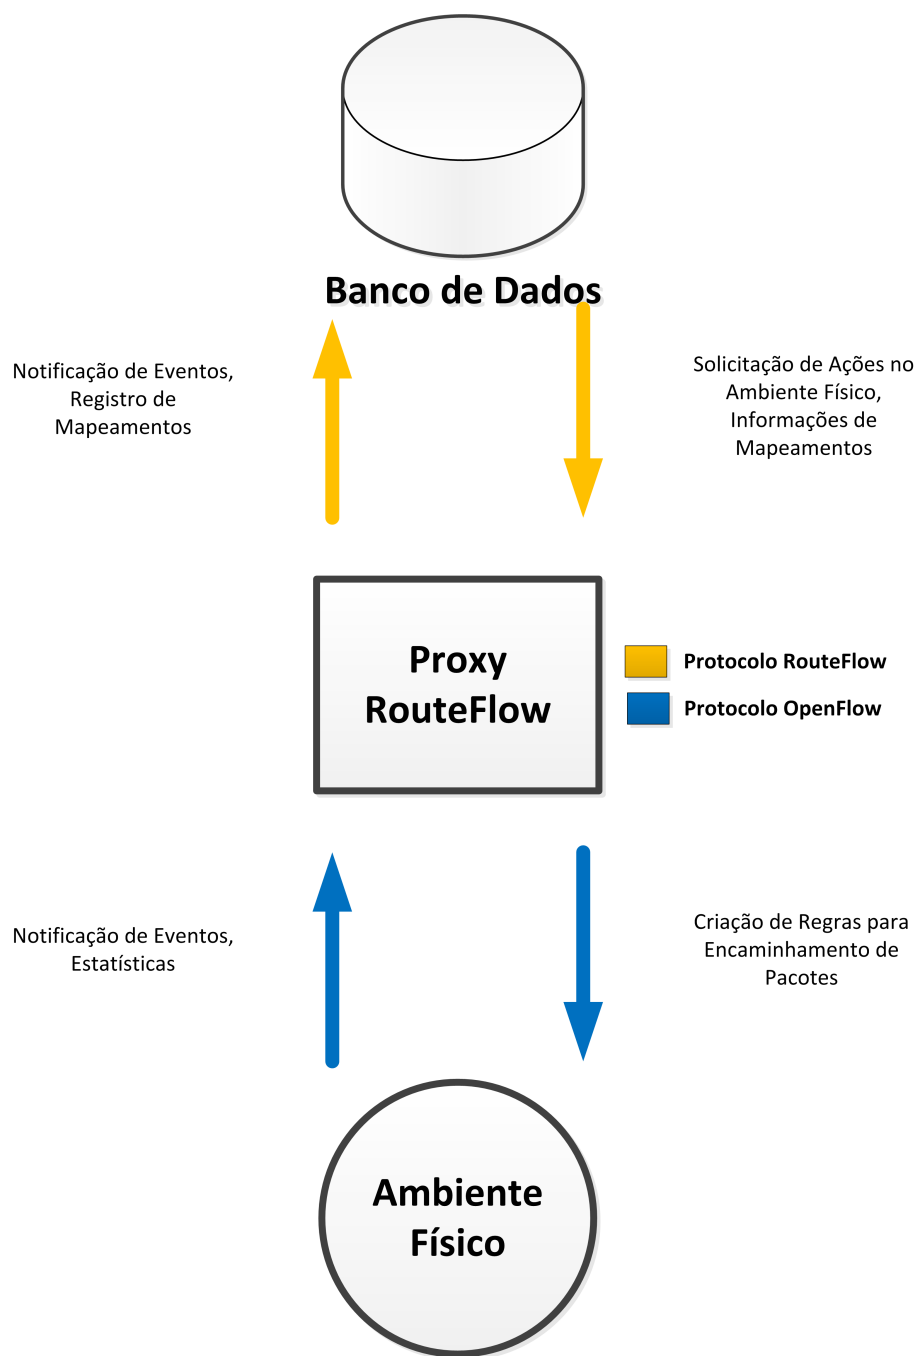 Banco de Dados
Notificação de Eventos,
Registro de
Mapeamentos
Solicitação de Ações no
Ambiente Físico,
Informações de
Mapeamentos
Proxy
RouteFlow
Protocolo RouteFlow
Protocolo OpenFlow
Notificação de Eventos,
Estatísticas
Criação de Regras para
Encaminhamento de
Pacotes
Ambiente
Físico